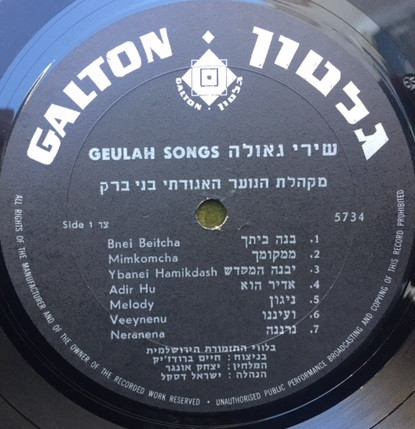 GALTON גלטון
GALTON גלטון
GEULAH SONGS שירי גאולה
מקהלת הנוער האגודתי בני ברק
Side 1 צד
5734
Bnei Beitcha בנה ביתך .1
Mimkomcha ממקומך .2
Ybanei Hamikdash יבנה המקדש .3
Adir Hu אדיר הוא .4
Melody ניגון .5
Veeynenu ועיננו .6
Neranena נרננה .7
בלווי התזמורת הירושלמית
בניצוח: חיים ברודדיק
המלחין: יצחק אונגר
הנהלה: ישראל דסקל
ALL RIGHTS OF THE MANUFACTURER AND OF THE OWNER OF THE RECORDED WORK RESERVED • UNAUTHORISED PUBLIC PERFORMANCE BROADCASTING AND COPYING OF THIS RECORD PROHIBITED